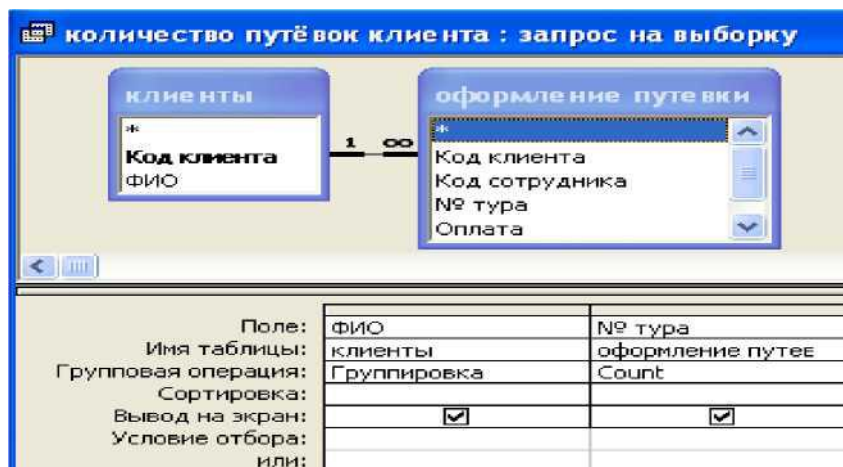 количество путёвок клиента : запрос на выборку
клиенты
*
Код клиента
ФИО
1 ∞
оформление путевки
*
Код клиента
Код сотрудника
№ тура
Оплата
Поле: ФИО № тура
Имя таблицы: клиенты оформление путев
Групповая операция: Группировка Count
Сортировка:
Вывод на экран:
Условие отбора:
или: